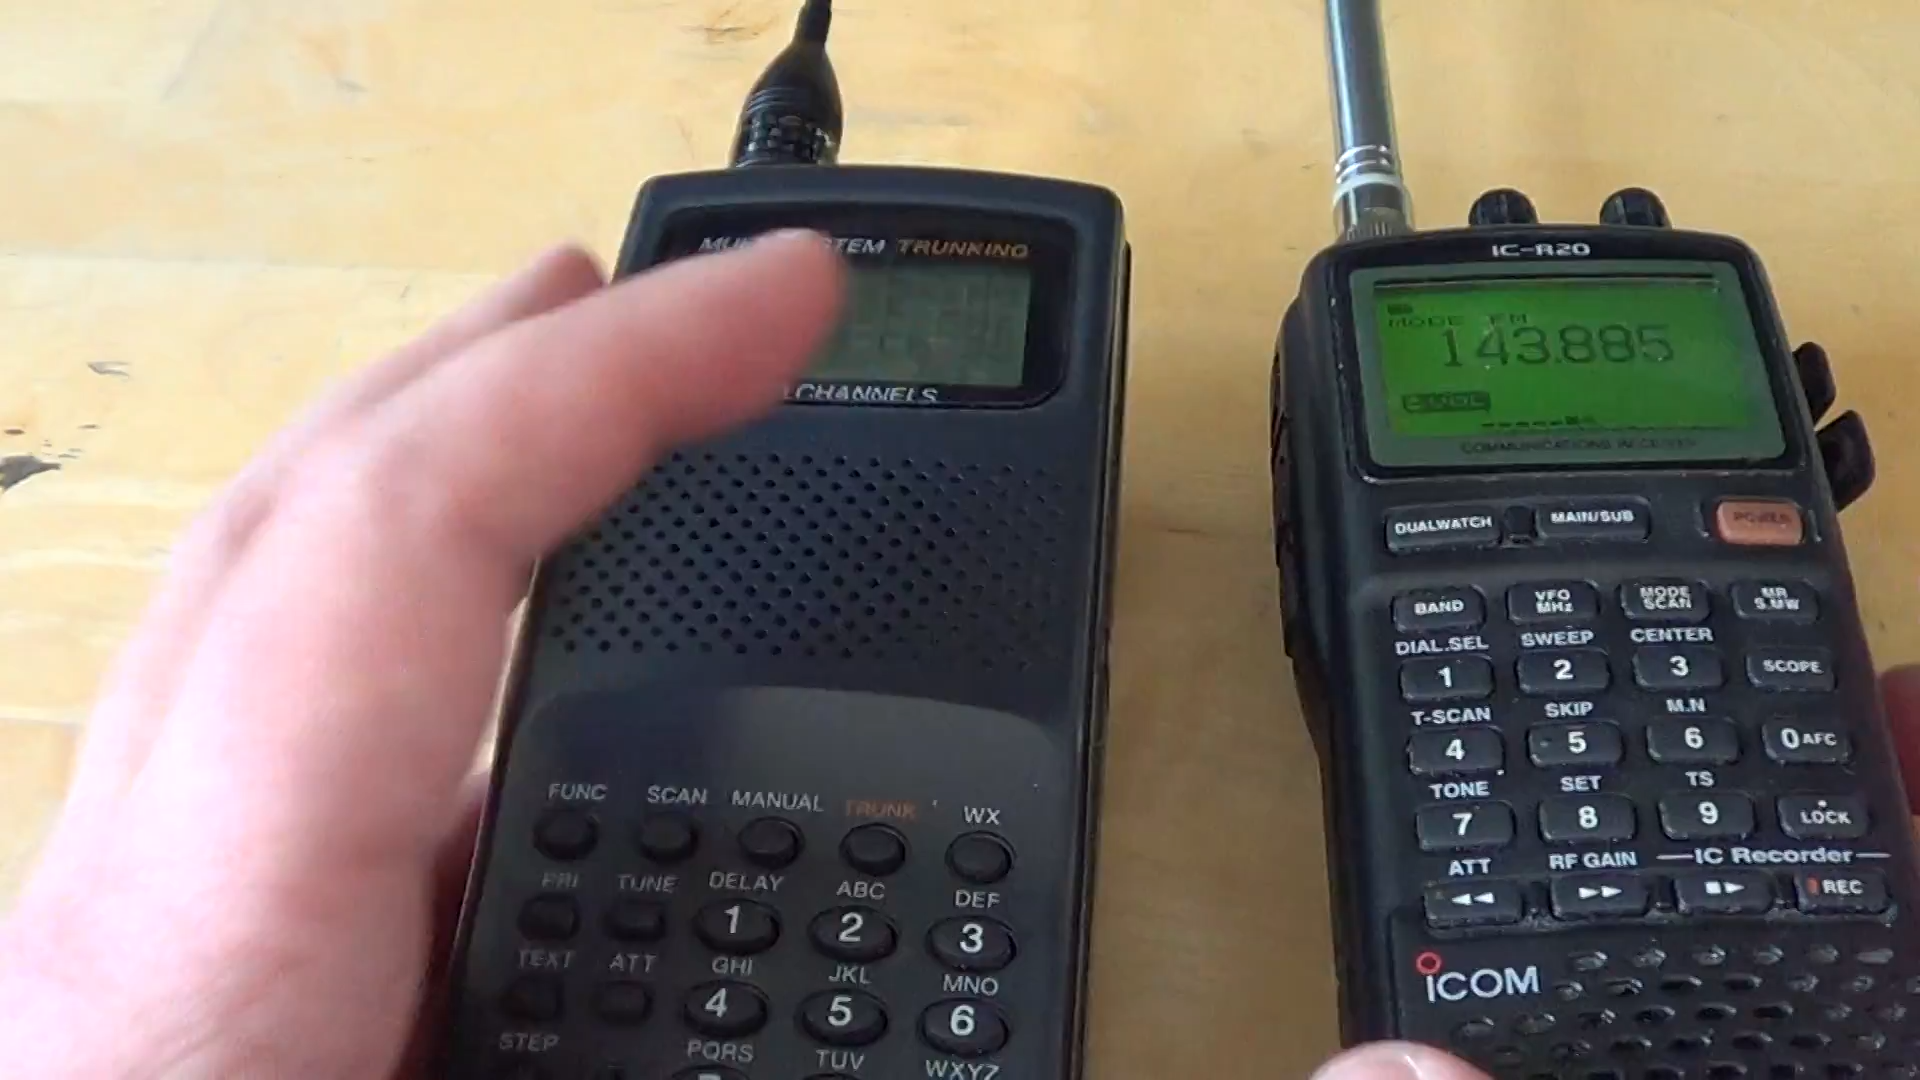 TRUNKING
CHANNELS
FUNC SCAN MANUAL TRUNK WX
PRI TUNE DELAY ABC DEF
1 2 3
TEXT ATT GHI JKL MNO
4 5 6
STEP PQRS TUV WXYZ
IC-R20
MODE FM
143.885
COMMUNICATIONS RECEIVER
DUALWATCH MAIN/SUB POWER
BAND VFO MHz MODE SCAN MR S.MW
DIAL.SEL SWEEP CENTER
1 2 3 SCOPE
T-SCAN SKIP M.N
4 5 6 0 AFC
TONE SET TS
7 8 9 LOCK
ATT RF GAIN IC Recorder
◄◄ ►► ■► REC
ICOM